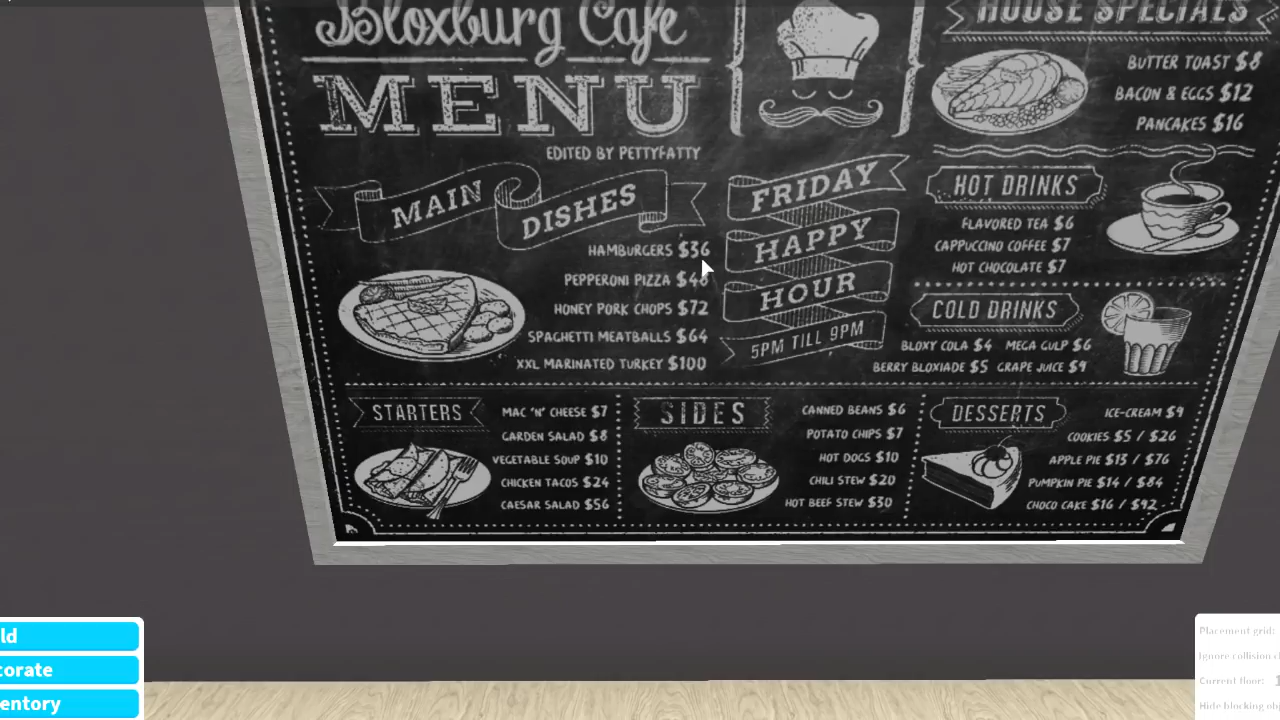 Bloxburg Cafe
MENU
EDITED BY PETTYFATTY
MAIN DISHES
HAMBURGERS $36
PEPPERONI PIZZA
HONEY PORK CHOPS $72
SPAGHETTI MEATBALLS $64
XXL MARINATED TURKEY $100
FRIDAY
HAPPY
HOUR
5PM TILL 9PM
HOUSE SPECIALS
BUTTER TOAST $8
BACON & EGGS $12
PANCAKES $16
HOT DRINKS
FLAVORED TEA $6
CAPPUCCINO COFFEE $7
HOT CHOCOLATE $7
COLD DRINKS
BLOXY COLA $4 MEGA GULP $6
BERRY BLOXIADE $5 GRAPE JUICE
STARTERS
MAC 'N' CHEESE $7
GARDEN SALAD $8
VEGETABLE SOUP $10
CHICKEN TACOS $24
CAESAR SALAD $56
SIDES
CANNED BEANS $6
POTATO CHIPS $7
HOT DOGS $10
CHILI STEW $20
HOT BEEF STEW $30
DESSERTS
ICE-CREAM
COOKIES $5 / $26
APPLE PIE $13 / $76
PUMPKIN PIE $14 / $84
CHOCO CAKE $16 / $92
ld
corate
entory
Placement grid:
Ignore collision
Current floor: 1
Hide blocking